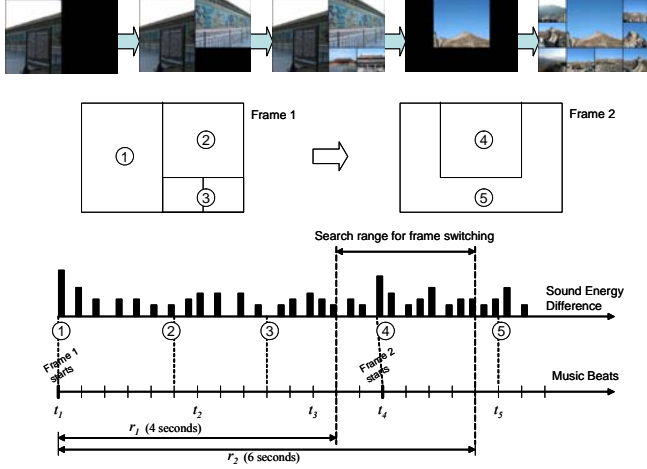 Frame 1
Frame 2
1
2
3
4
5
Search range for frame switching
Sound Energy
Difference
1
2
3
4
5
Frame 1
starts
Frame 2
starts
Music Beats
t1
t2
t3
t4
t5
r1 (4 seconds)
r2 (6 seconds)